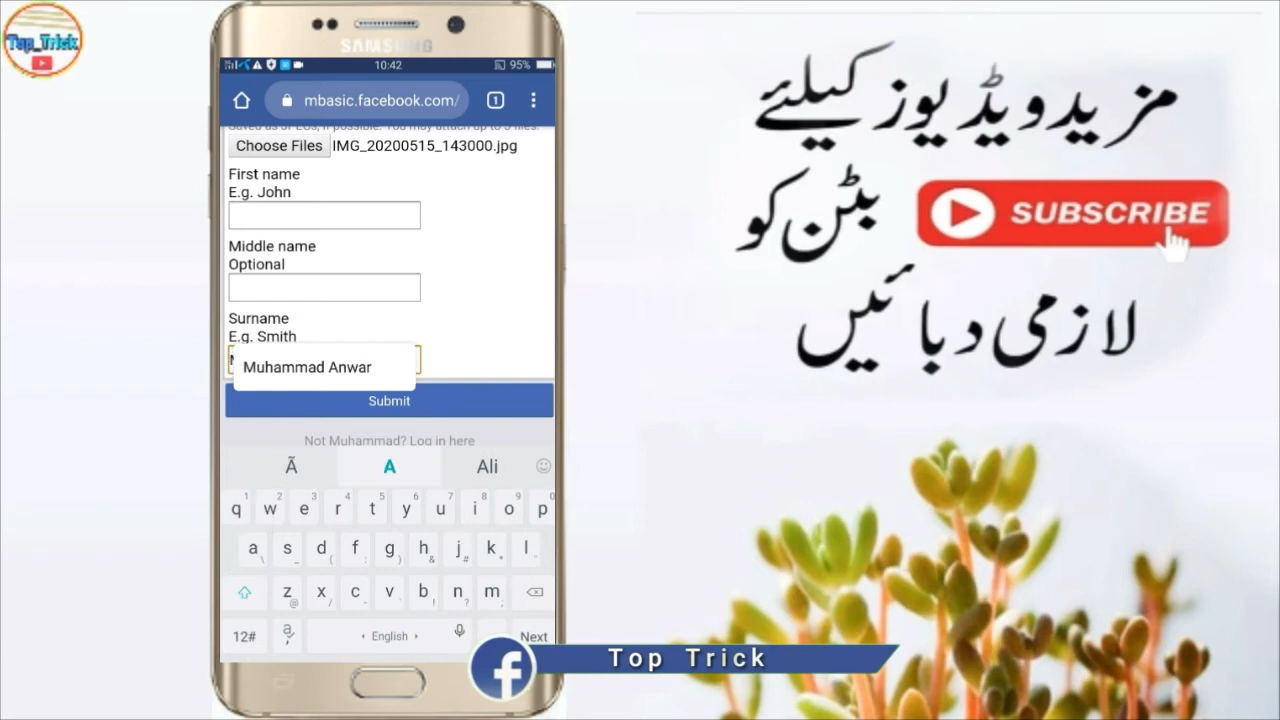 Top_Trick
SAMSUNG
10:42
95%
mbasic.facebook.com/
1
Choose Files IMG_20200515_143000.jpg
First name
E.g. John
Middle name
Optional
Surname
E.g. Smith
Muhammad Anwar
Submit
Not Muhammad? Log in here
Ã A Ali
q w e r t y u i o p
a s d f g h j k l
z x c v b n m
12# English Next
Top Trick
مزید ویڈیوز کیلئے
SUBSCRIBE بٹن کو
لازمی دبائیں